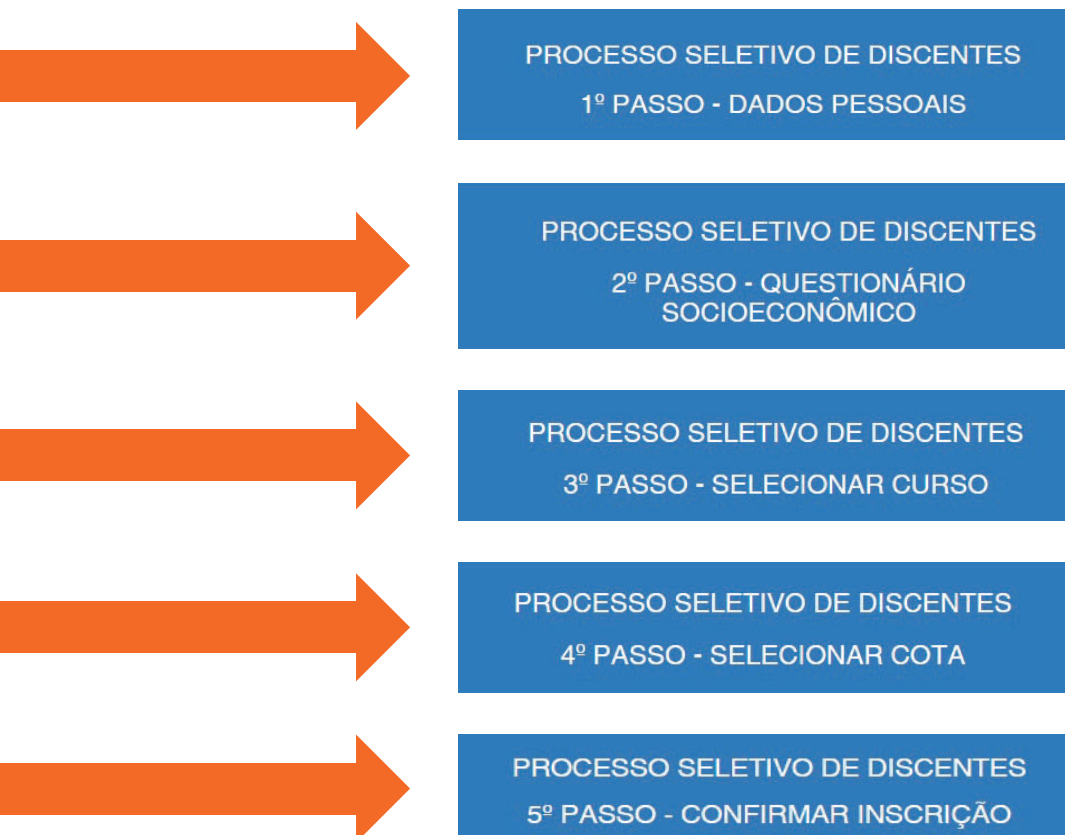 PROCESSO SELETIVO DE DISCENTES
1º PASSO - DADOS PESSOAIS
PROCESSO SELETIVO DE DISCENTES
2º PASSO - QUESTIONÁRIO
SOCIOECONÔMICO
PROCESSO SELETIVO DE DISCENTES
3º PASSO - SELECIONAR CURSO
PROCESSO SELETIVO DE DISCENTES
4º PASSO - SELECIONAR COTA
PROCESSO SELETIVO DE DISCENTES
5º PASSO - CONFIRMAR INSCRIÇÃO